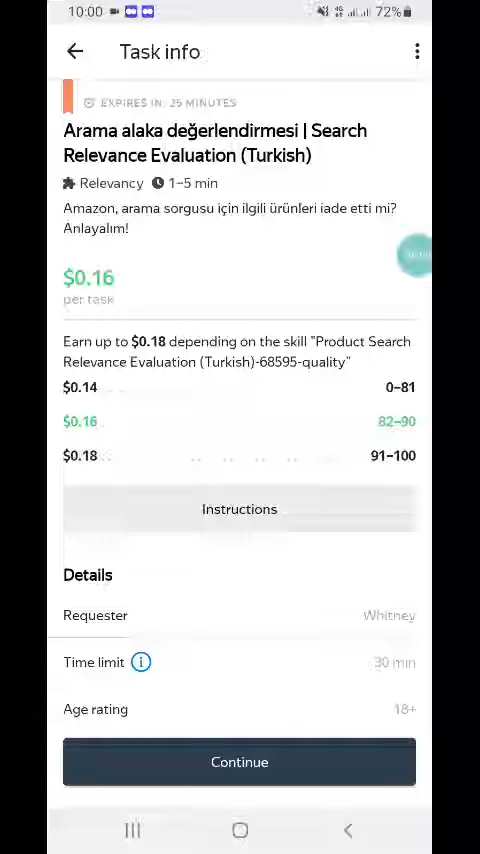 10:00
72%
Task info
EXPIRES IN: 25 MINUTES
Arama alaka değerlendirmesi | Search
Relevance Evaluation (Turkish)
Relevancy 1–5 min
Amazon, arama sorgusu için ilgili ürünleri iade etti mi?
Anlayalım!
$0.16
per task
Earn up to $0.18 depending on the skill "Product Search
Relevance Evaluation (Turkish)-68595-quality"
$0.14 0–81
$0.16 82–90
$0.18 91–100
Instructions
Details
Requester Whitney
Time limit 30 min
Age rating 18+
Continue